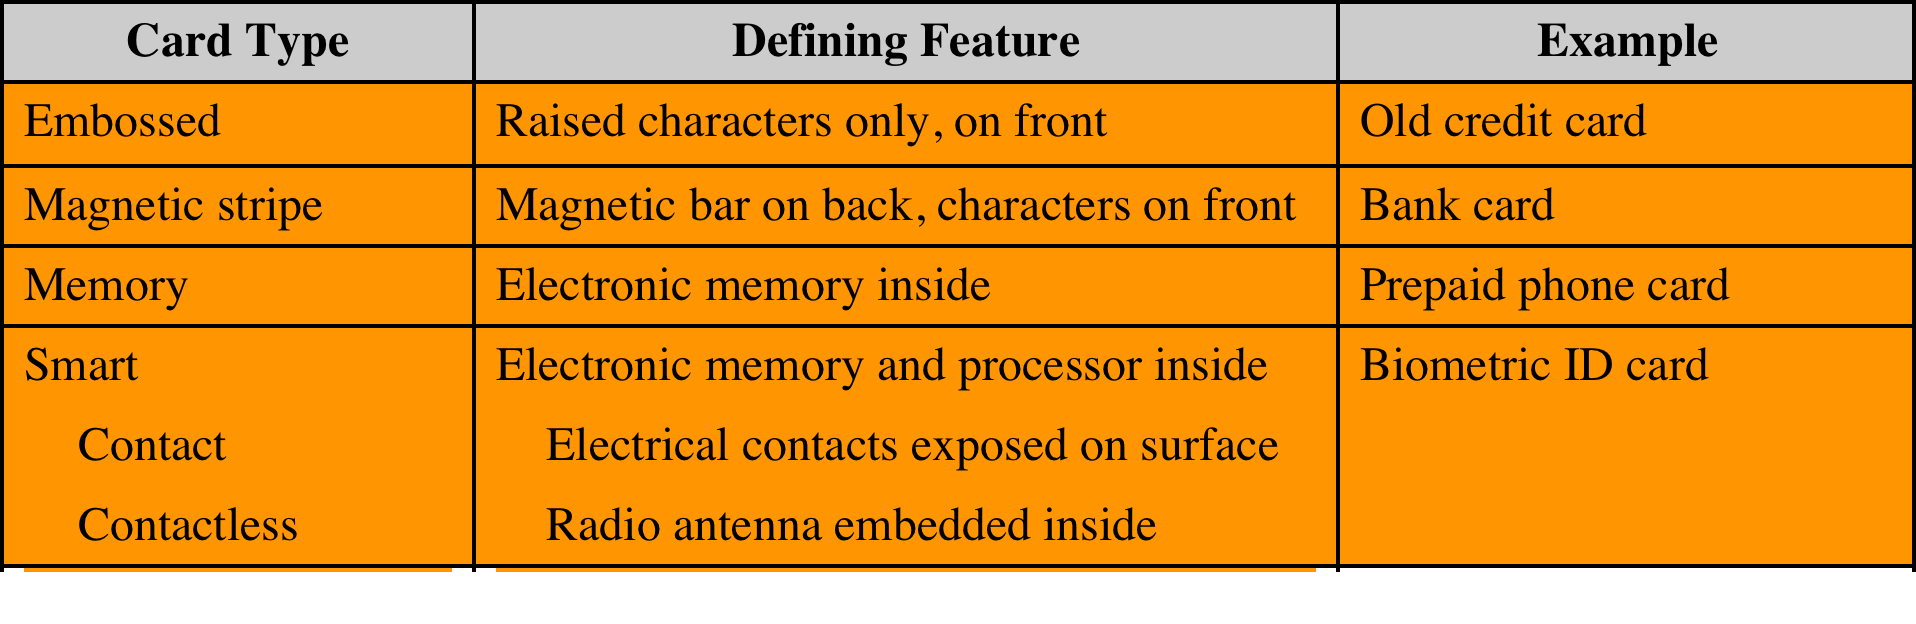 Card Type Defining Feature Example
Embossed Raised characters only, on front Old credit card
Magnetic stripe Magnetic bar on back, characters on front Bank card
Memory Electronic memory inside Prepaid phone card
Smart Electronic memory and processor inside Biometric ID card
Contact Electrical contacts exposed on surface
Contactless Radio antenna embedded inside